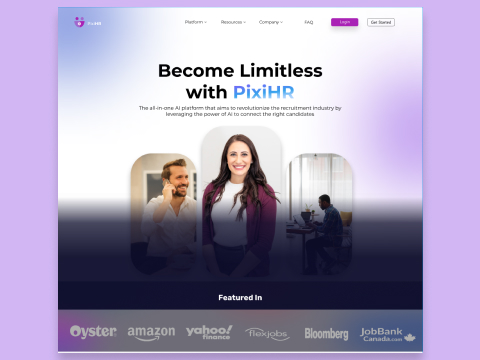 PixiHR
Platform
Resources
Company
FAQ
Login
Get Started
Become Limitless
with PixiHR
The all-in-one AI platform that aims to revolutionize the recruitment industry by
leveraging the power of AI to connect the right candidates.
Featured In
Oyster
amazon
yahoo!
finance
flexjobs
Bloomberg
JobBank
Canada.com